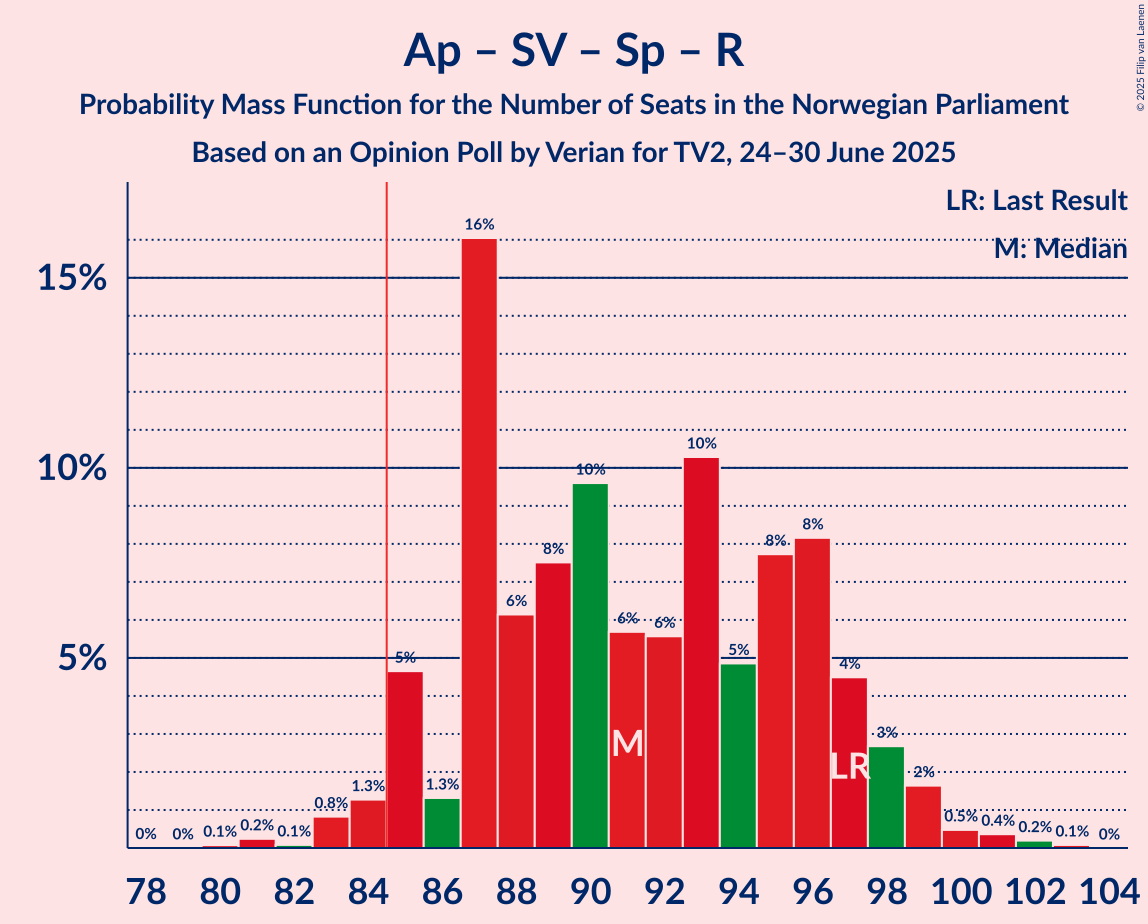 Ap – SV – Sp – R
Probability Mass Function for the Number of Seats in the Norwegian Parliament
Based on an Opinion Poll by Verian for TV2, 24–30 June 2025
© 2025 Filip van Laenen
LR: Last Result
M: Median
15%
10%
5%
0% 0% 0.1% 0.2% 0.1% 0.8% 1.3% 5% 1.3% 16% 6% 8% 10% 6% 6% 10% 5% 8% 8% 4% 3% 2% 0.5% 0.4% 0.2% 0.1% 0%
M
LR
78 80 82 84 86 88 90 92 94 96 98 100 102 104